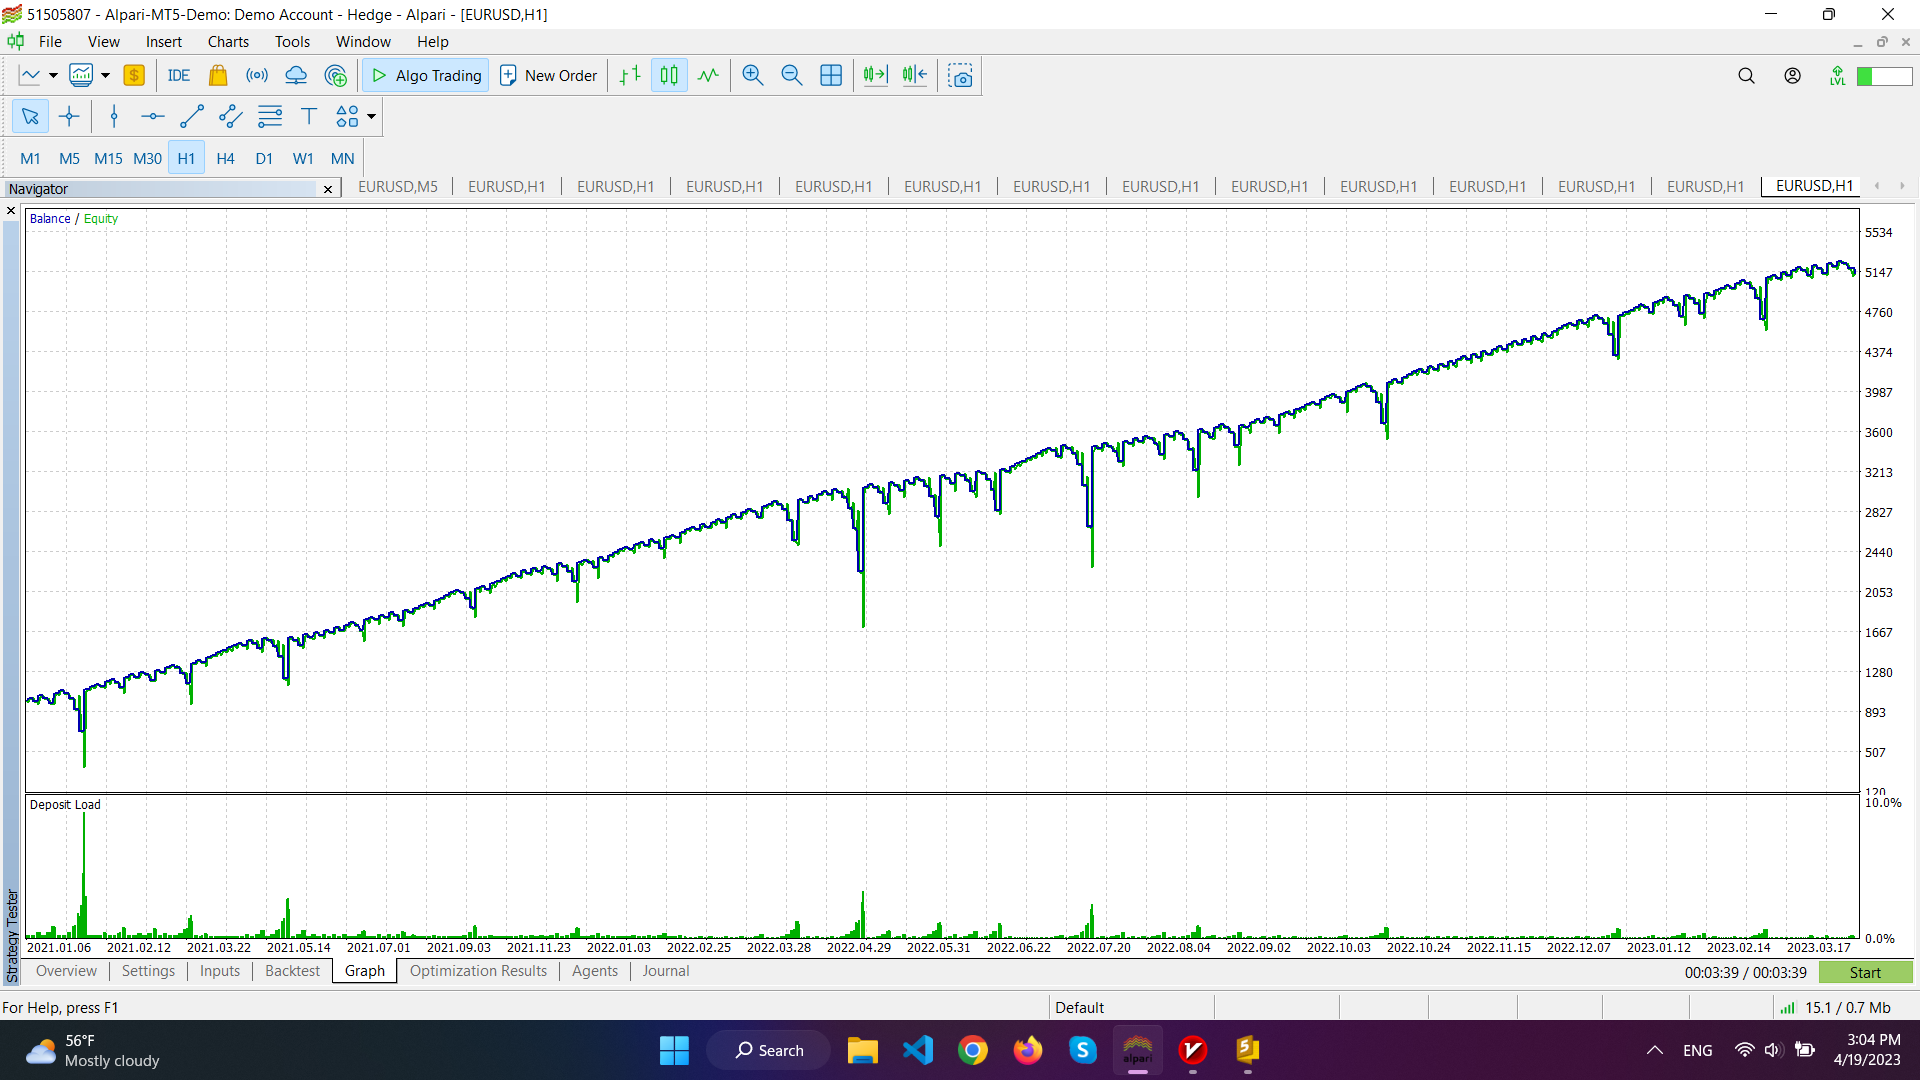 51505807 - Alpari-MT5-Demo: Demo Account - Hedge - Alpari - [EURUSD,H1]
File View Insert Charts Tools Window Help
IDE Algo Trading New Order LVL
M1 M5 M15 M30 H1 H4 D1 W1 MN
Navigator EURUSD,M5 EURUSD,H1 EURUSD,H1 EURUSD,H1 EURUSD,H1 EURUSD,H1 EURUSD,H1 EURUSD,H1 EURUSD,H1 EURUSD,H1 EURUSD,H1 EURUSD,H1 EURUSD,H1 EURUSD,H1
Balance / Equity
5534
5147
4760
4374
3987
3600
3213
2827
2440
2053
1667
1280
893
507
120
Deposit Load
10.0%
0.0%
2021.01.06 2021.02.12 2021.03.22 2021.05.14 2021.07.01 2021.09.03 2021.11.23 2022.01.03 2022.02.25 2022.03.28 2022.04.29 2022.05.31 2022.06.22 2022.07.20 2022.08.04 2022.09.02 2022.10.03 2022.10.24 2022.11.15 2022.12.07 2023.01.12 2023.02.14 2023.03.17
Strategy Tester
Overview Settings Inputs Backtest Graph Optimization Results Agents Journal 00:03:39 / 00:03:39 Start
For Help, press F1 Default 15.1 / 0.7 Mb
56°F
Mostly cloudy
Search
alpari
ENG
3:04 PM
4/19/2023